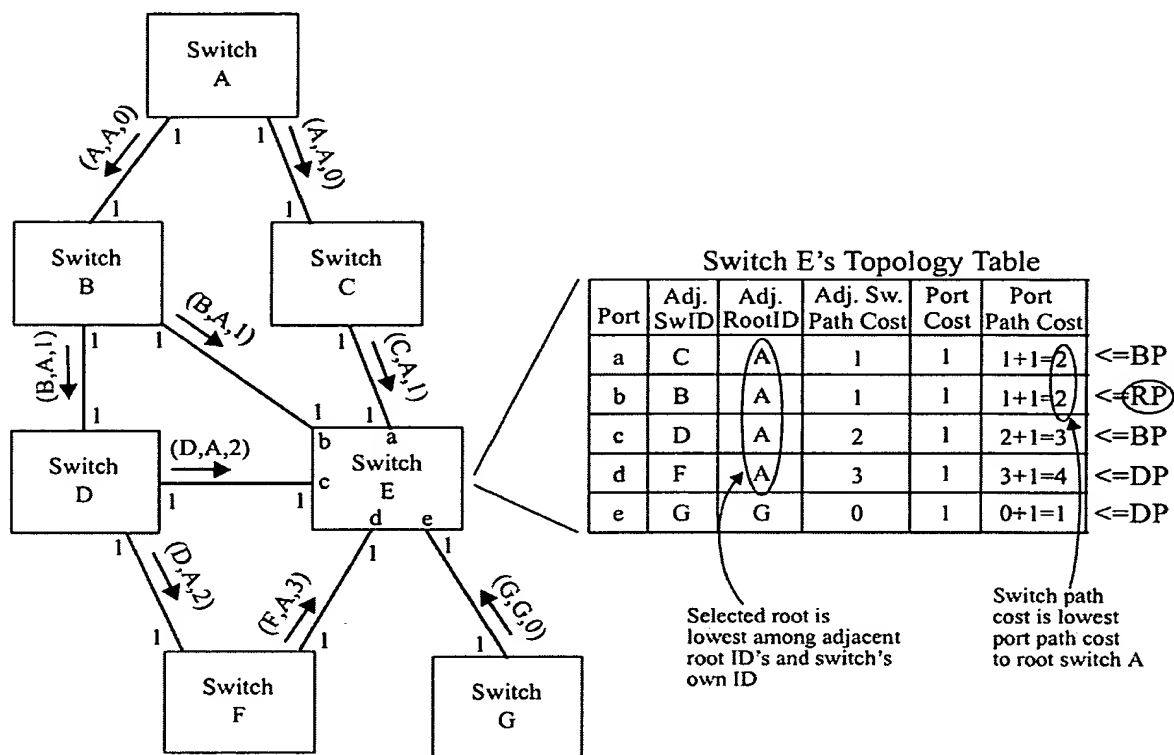 Switch
A
1 1
(A,A,0)
(A,A,0)
1 1
Switch
B
Switch
C
1 1 1
(B,A,1)
(B,A,1)
(C,A,1)
1 1 1
b a
Switch
D
(D,A,2)
1 1
c Switch
E
d e
1 1 1
(D,A,2)
(F,A,3)
(G,G,0)
1 1 1
Switch
F
Switch
G
Switch E's Topology Table
Port Adj. SwID Adj. RootID Adj. Sw. Path Cost Port Cost Port Path Cost
a C A 1 1 1+1=2 <=BP
b B A 1 1 1+1=2 <=RP
c D A 2 1 2+1=3 <=BP
d F A 3 1 3+1=4 <=DP
e G G 0 1 0+1=1 <=DP
Selected root is
lowest among adjacent
root ID's and switch's
own ID
Switch path
cost is lowest
port path cost
to root switch A